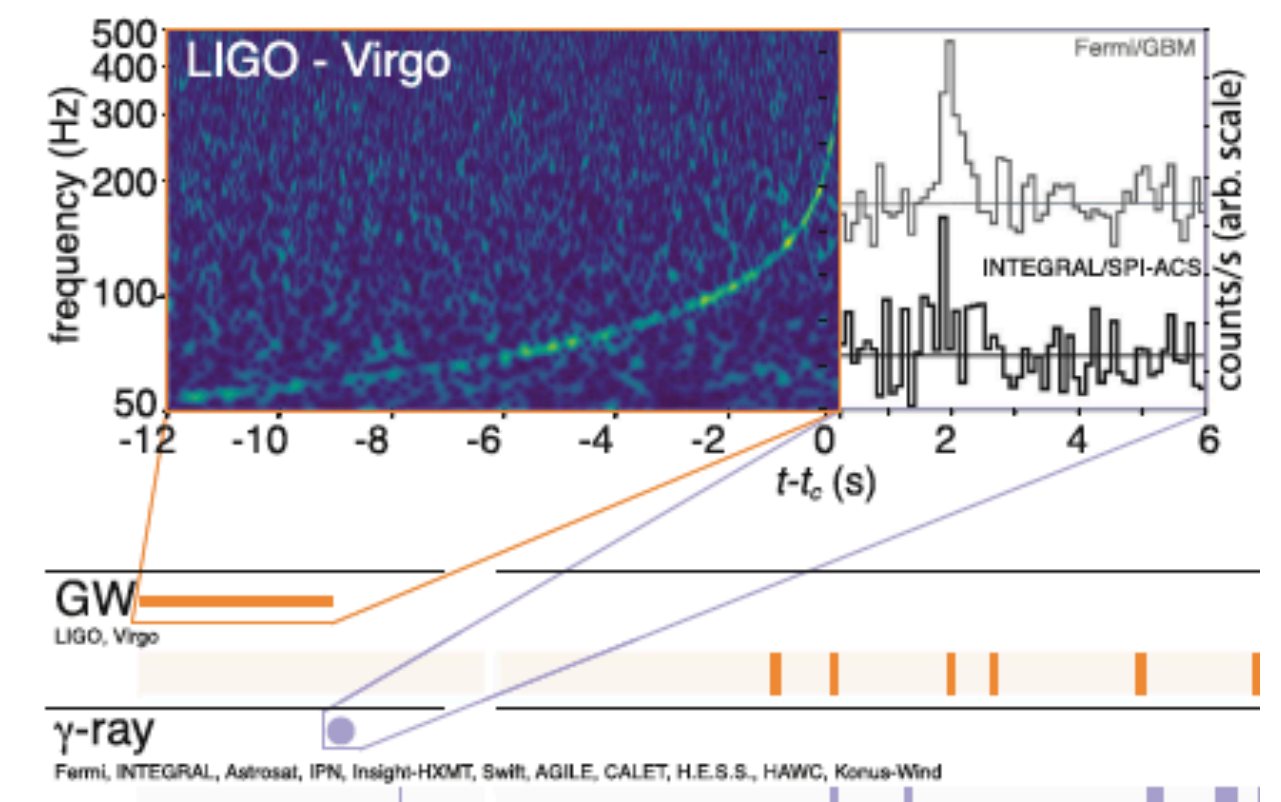 500
400
300
200
100
50
frequency (Hz)
LIGO - Virgo
Fermi/GBM
INTEGRAL/SPI-ACS
counts/s (arb. scale)
-12 -10 -8 -6 -4 -2 0 2 4 6
t-tc (s)
GW
LIGO, Virgo
γ-ray
Fermi, INTEGRAL, Astrosat, IPN, Insight-HXMT, Swift, AGILE, CALET, H.E.S.S., HAWC, Konus-Wind